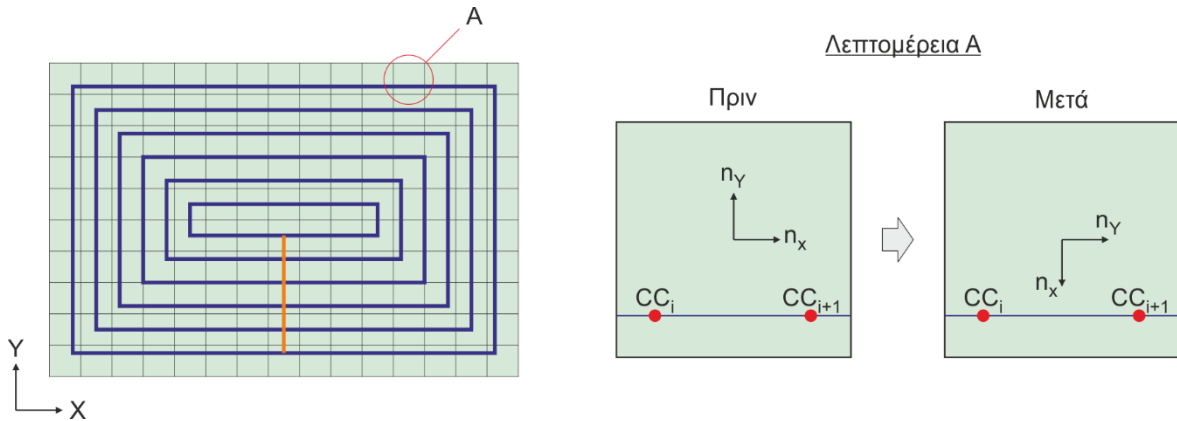 A
Λεπτομέρεια A
Πριν
Μετά
nY
nx
nY
nx
CCi
CCi+1
CCi
CCi+1
Y
X